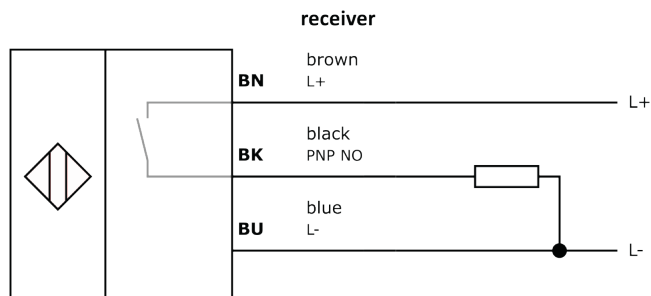 receiver
brown
BN L+
L+
black
BK PNP NO
blue
BU L-
L-